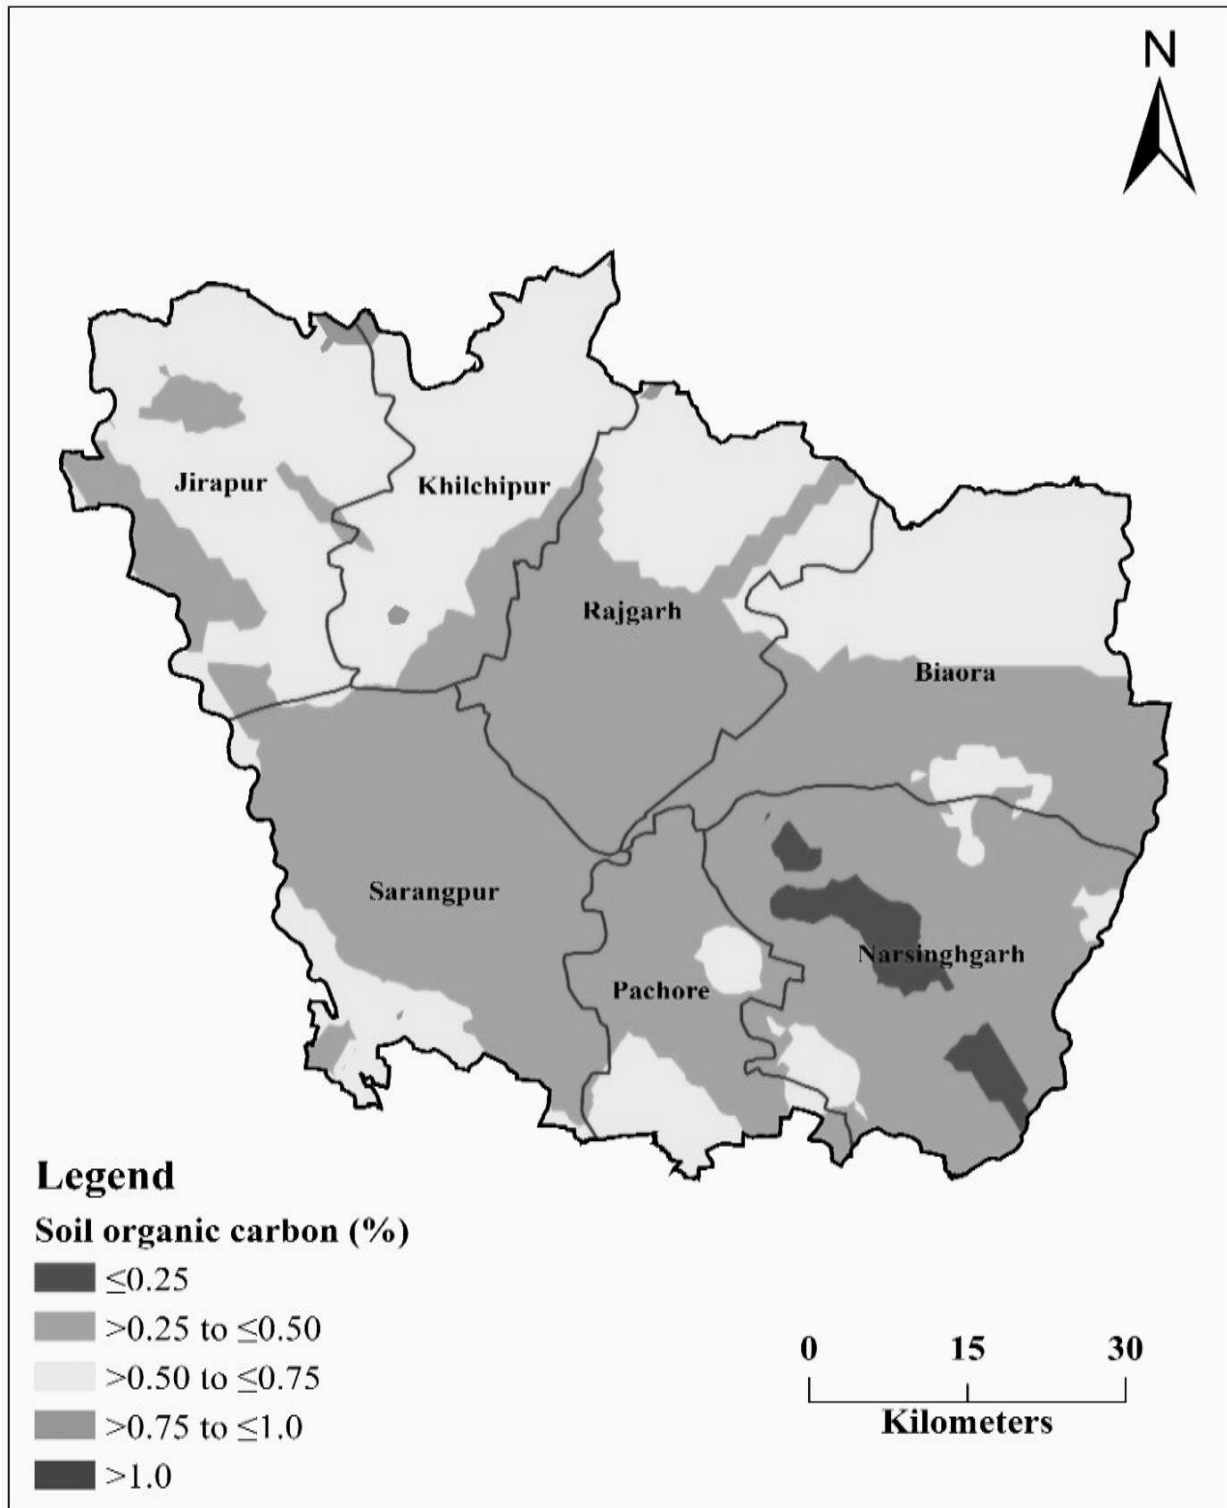 N
Jirapur
Khilchipur
Rajgarh
Biaora
Sarangpur
Narsinghgarh
Pachore
Legend
Soil organic carbon (%)
≤0.25
>0.25 to ≤0.50
>0.50 to ≤0.75
>0.75 to ≤1.0
>1.0
0 15 30
Kilometers